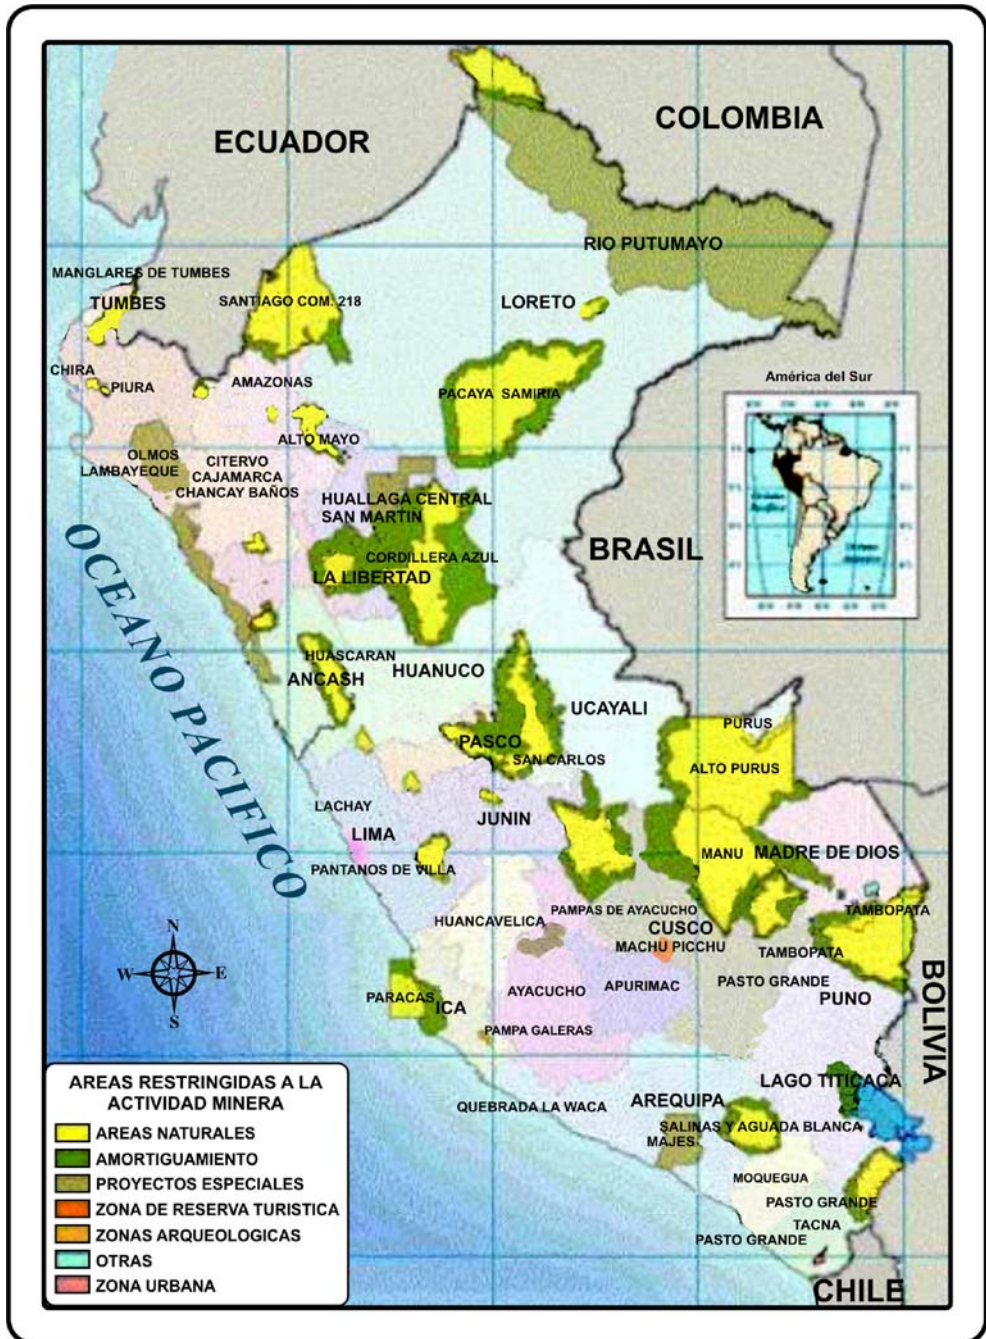 ECUADOR
COLOMBIA
RIO PUTUMAYO
MANGLARES DE TUMBES
TUMBES
SANTIAGO COM. 218
LORETO
CHIRA
PIURA
AMAZONAS
PACAYA SAMIRIA
América del Sur
ALTO MAYO
OLMOS
LAMBAYEQUE
CITERVO
CAJAMARCA
CHANCAY BAÑOS
HUALLAGA CENTRAL
SAN MARTIN
BRASIL
CORDILLERA AZUL
LA LIBERTAD
OCEANO PACIFICO
HUASCARAN
ANCASH
HUANUCO
UCAYALI
PURUS
PASCO
SAN CARLOS
ALTO PURUS
LACHAY
LIMA
JUNIN
PANTANOS DE VILLA
MANU
MADRE DE DIOS
HUANCAVELICA
PAMPAS DE AYACUCHO
CUSCO
MACHU PICCHU
TAMBOPATA
TAMBOPATA
N
W
E
S
PARACAS
ICA
AYACUCHO
APURIMAC
PASTO GRANDE
PUNO
BOLIVIA
PAMPA GALERAS
QUEBRADA LA WACA
AREQUIPA
LAGO TITICACA
SALINAS Y AGUADA BLANCA
MAJES
MOQUEGUA
PASTO GRANDE
TACNA
PASTO GRANDE
CHILE
AREAS RESTRINGIDAS A LA
ACTIVIDAD MINERA
AREAS NATURALES
AMORTIGUAMIENTO
PROYECTOS ESPECIALES
ZONA DE RESERVA TURISTICA
ZONAS ARQUEOLOGICAS
OTRAS
ZONA URBANA